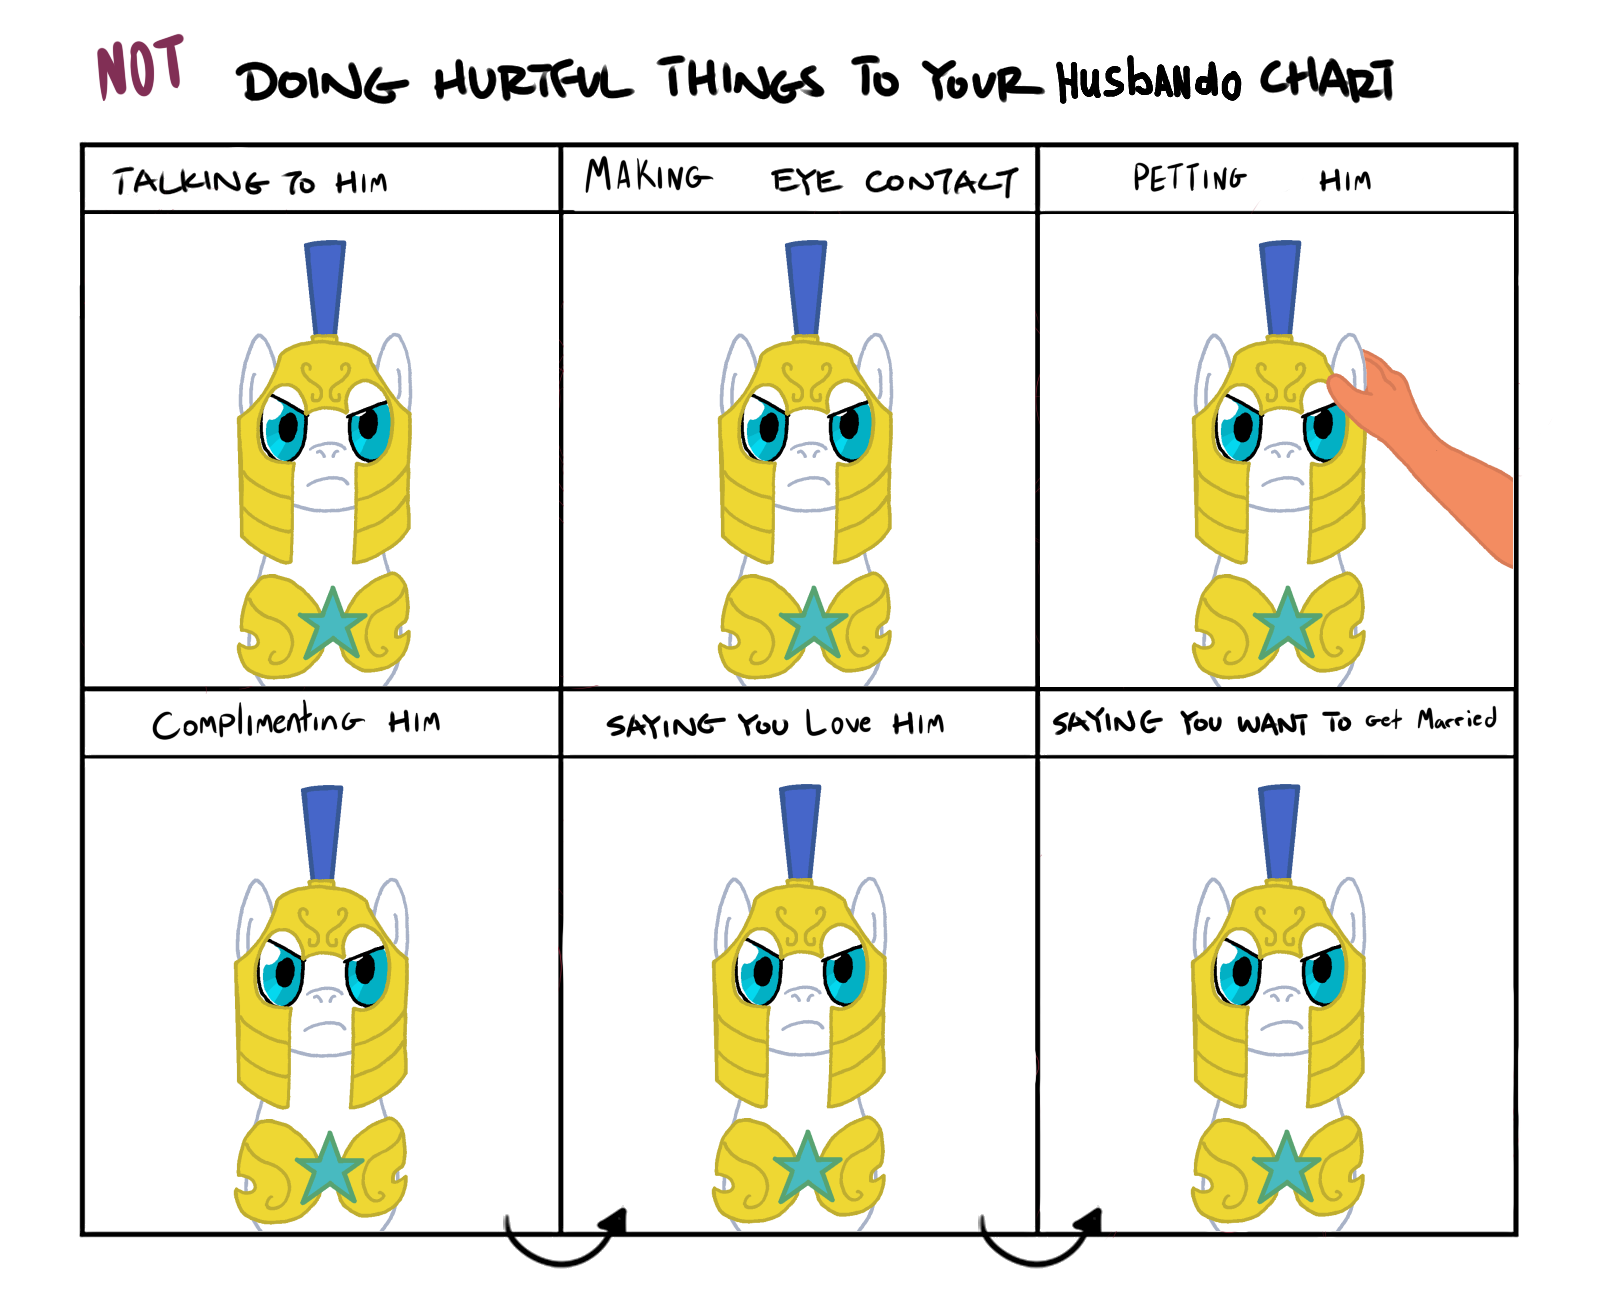 NOT DOING HURTFUL THINGS TO YOUR HusbANdo CHART
TALKING TO HIM
MAKING EYE CONTACT
PETTING HIM
ComplimentiNG HIM
SAYING YOU Love HIM
SAYING YOU WANT TO Get Married